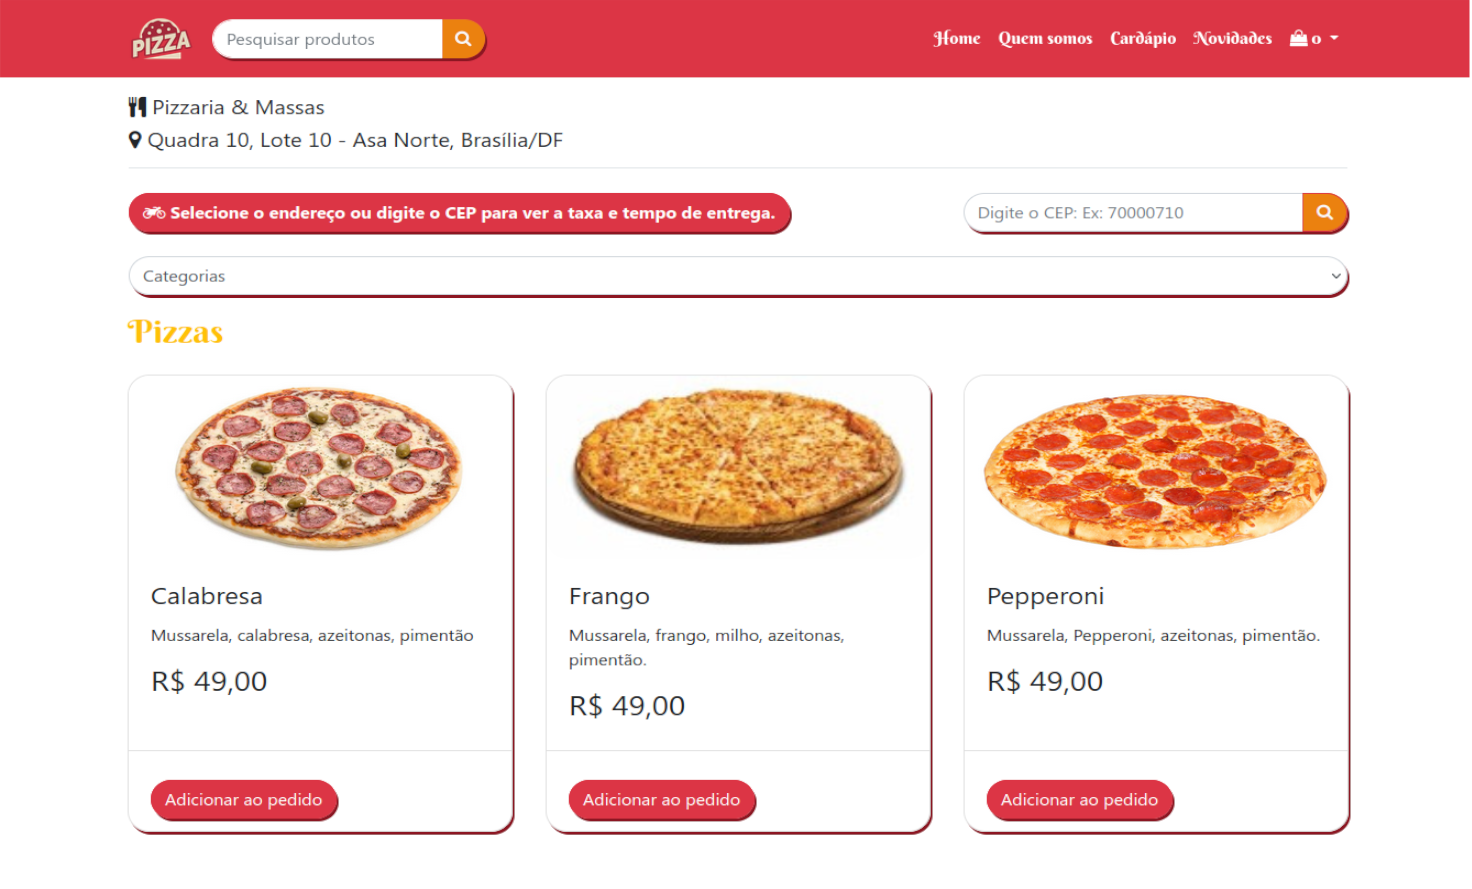 PIZZA
Pesquisar produtos
Home Quem somos Cardápio Novidades 0
Pizzaria & Massas
Quadra 10, Lote 10 - Asa Norte, Brasília/DF
Selecione o endereço ou digite o CEP para ver a taxa e tempo de entrega.
Digite o CEP: Ex: 70000710
Categorias
Pizzas
Calabresa
Mussarela, calabresa, azeitonas, pimentão
R$ 49,00
Adicionar ao pedido
Frango
Mussarela, frango, milho, azeitonas,
pimentão.
R$ 49,00
Adicionar ao pedido
Pepperoni
Mussarela, Pepperoni, azeitonas, pimentão.
R$ 49,00
Adicionar ao pedido